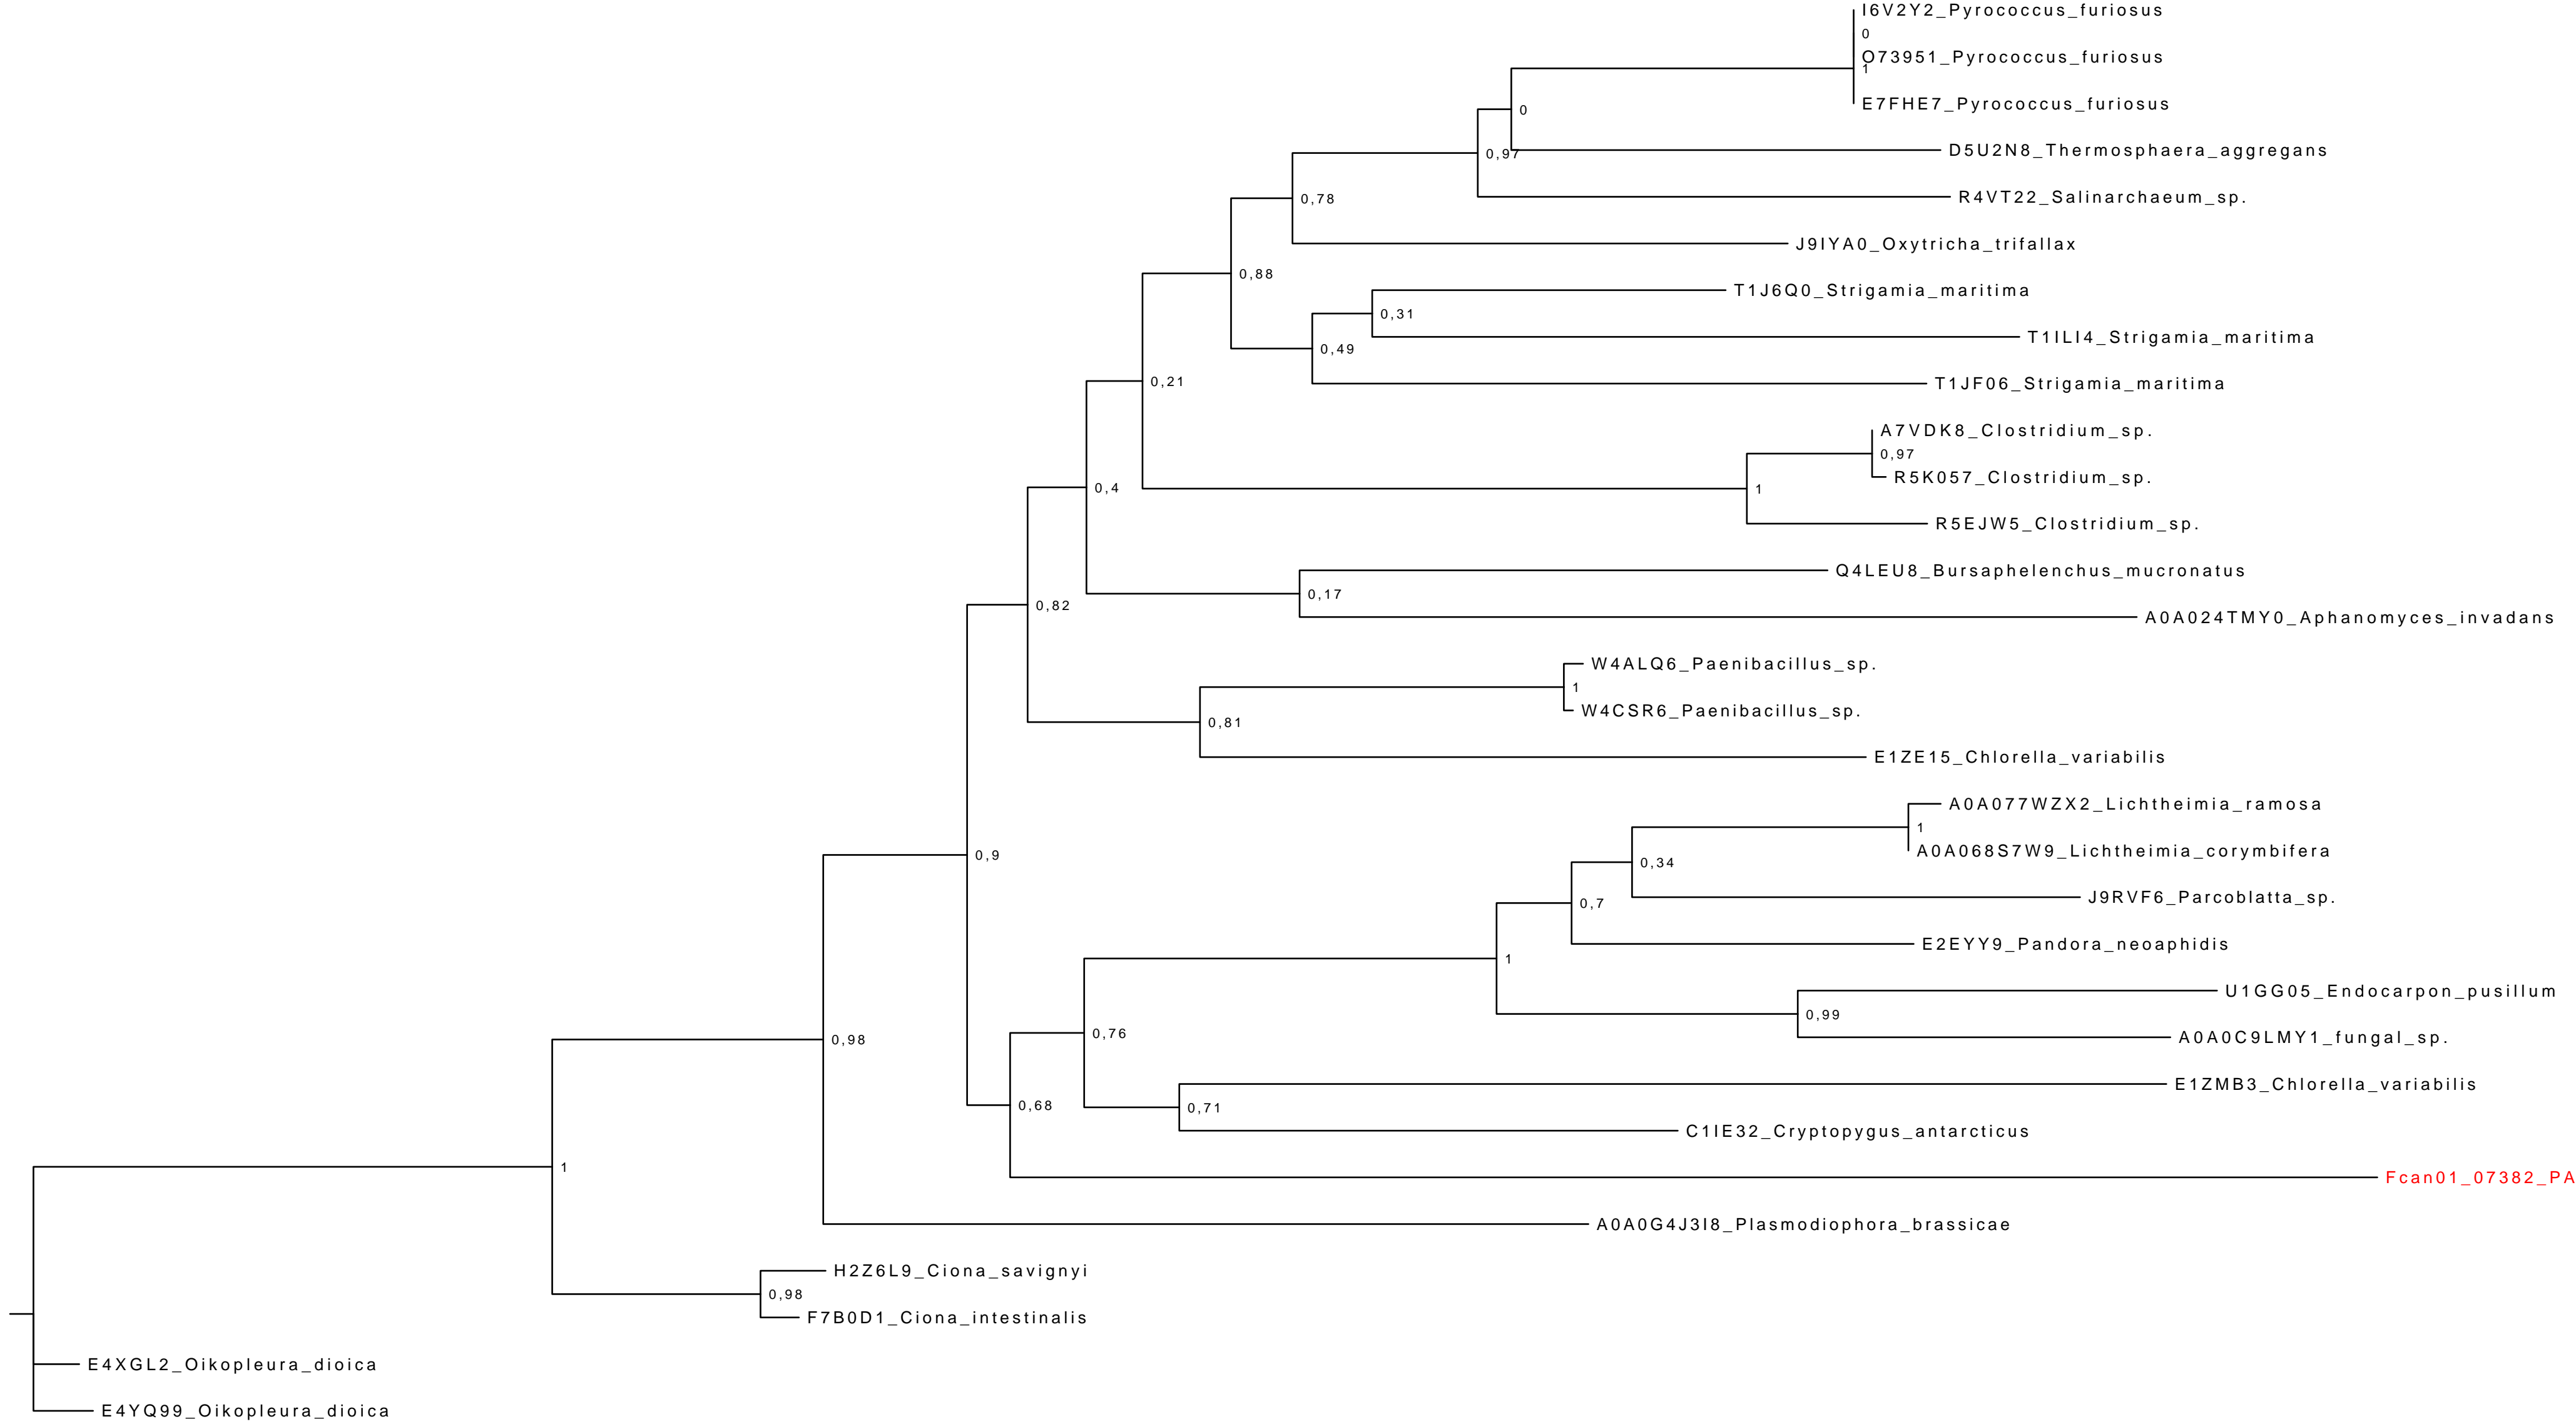 I6V2Y2_Pyrococcus_furiosus
0
O73951_Pyrococcus_furiosus
1
E7FHE7_Pyrococcus_furiosus
0
D5U2N8_Thermosphaera_aggregans
0,97
R4VT22_Salinarchaeum_sp.
0,78
J9IYA0_Oxytricha_trifallax
0,88
T1J6Q0_Strigamia_maritima
0,31
T1ILI4_Strigamia_maritima
0,49
T1JF06_Strigamia_maritima
0,21
A7VDK8_Clostridium_sp.
0,97
R5K057_Clostridium_sp.
0,4
1
R5EJW5_Clostridium_sp.
Q4LEU8_Bursaphelenchus_mucronatus
0,17
0,82
A0A024TMY0_Aphanomyces_invadans
W4ALQ6_Paenibacillus_sp.
1
W4CSR6_Paenibacillus_sp.
0,81
E1ZE15_Chlorella_variabilis
A0A077WZX2_Lichtheimia_ramosa
1
A0A068S7W9_Lichtheimia_corymbifera
0,9
0,34
J9RVF6_Parcoblatta_sp.
0,7
E2EYY9_Pandora_neoaphidis
1
U1GG05_Endocarpon_pusillum
0,99
0,76
A0A0C9LMY1_fungal_sp.
0,98
E1ZMB3_Chlorella_variabilis
0,68
0,71
C1IE32_Cryptopygus_antarcticus
1
Fcan01_07382_PA
A0A0G4J3I8_Plasmodiophora_brassicae
H2Z6L9_Ciona_savignyi
0,98
F7B0D1_Ciona_intestinalis
E4XGL2_Oikopleura_dioica
E4YQ99_Oikopleura_dioica